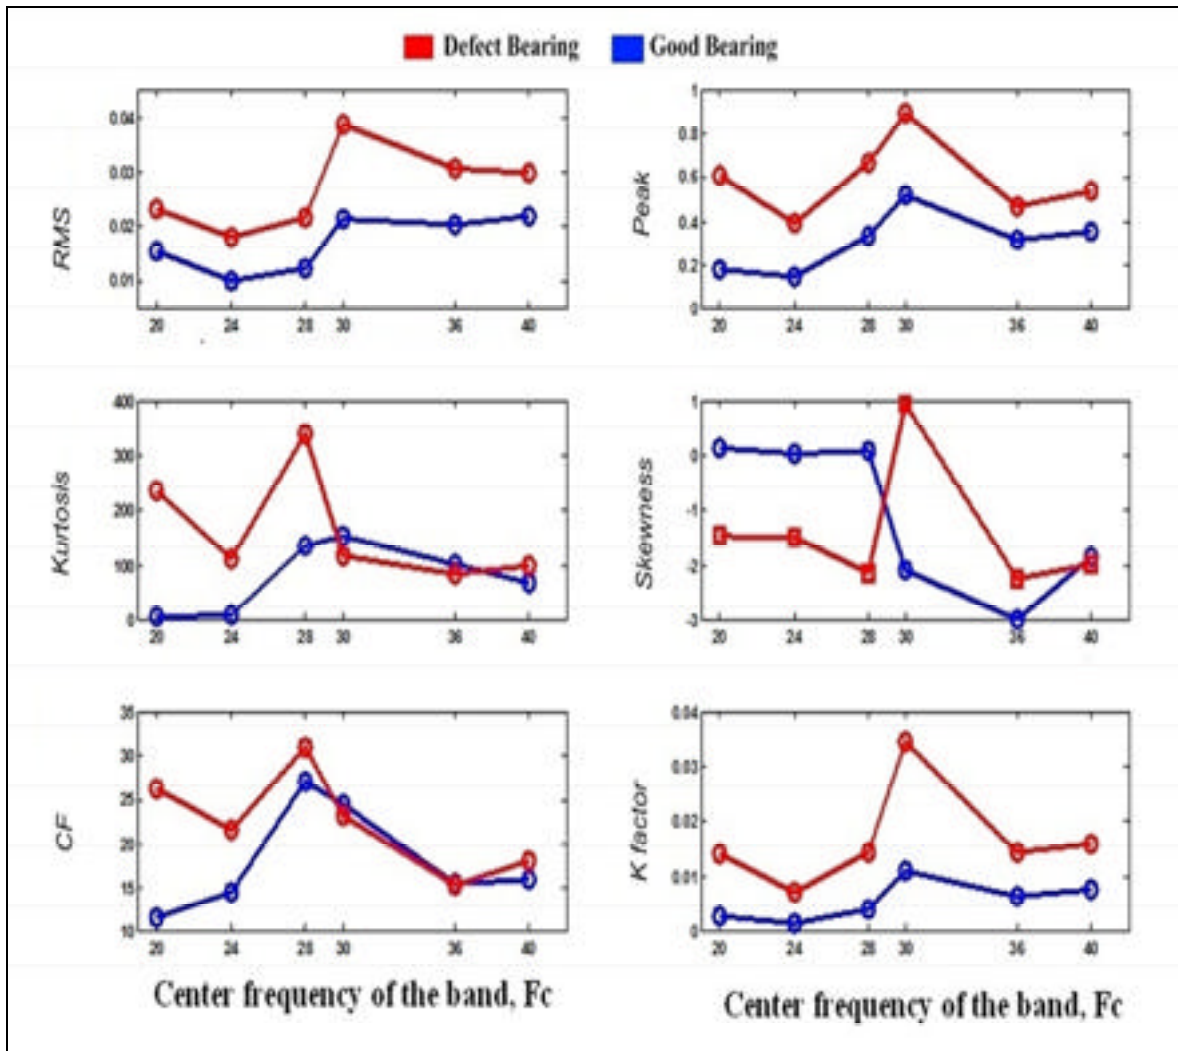 Defect Bearing Good Bearing
RMS
0.04
0.03
0.02
0.01
20 24 28 30 36 40
Peak
1
0.8
0.6
0.4
0.2
0
20 24 28 30 36 40
Kurtosis
400
300
200
100
0
20 24 28 30 36 40
Skewness
1
0
-1
-2
-3
20 24 28 30 36 40
CF
35
30
25
20
15
10
20 24 28 30 36 40
K factor
0.04
0.03
0.02
0.01
0
20 24 28 30 36 40
Center frequency of the band, Fc
Center frequency of the band, Fc